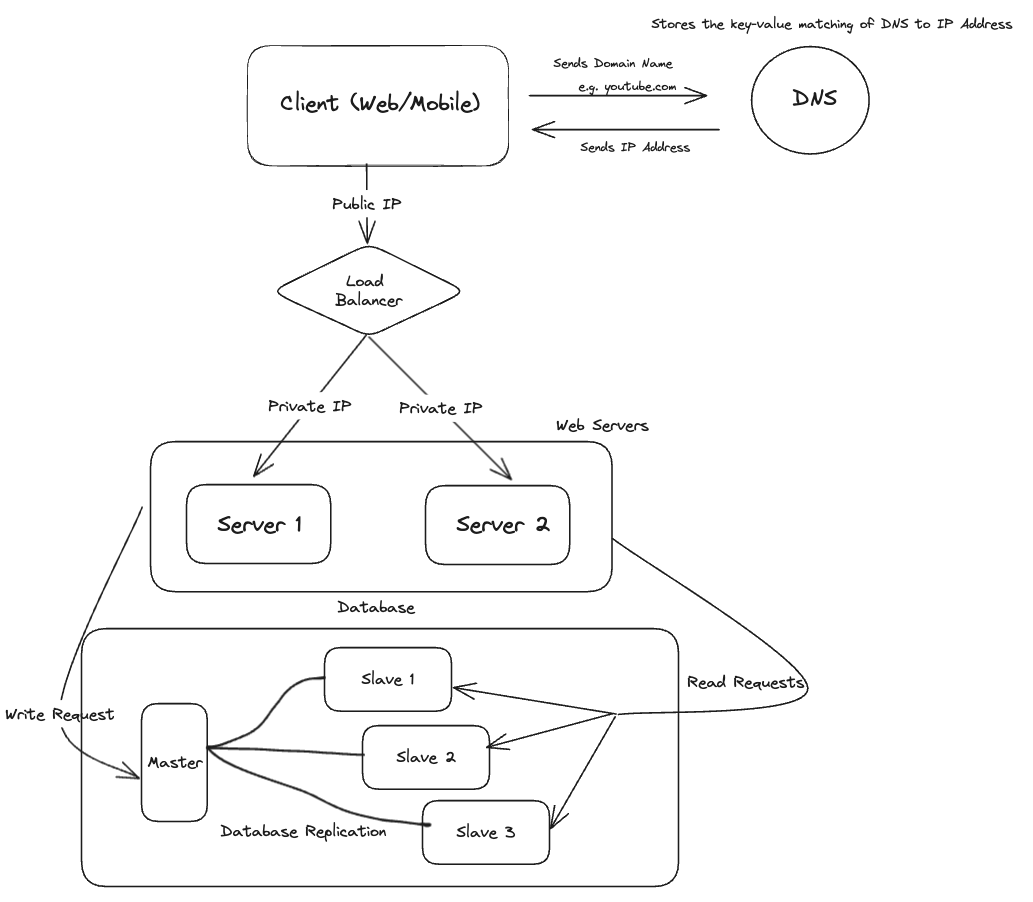 Stores the key-value matching of DNS to IP Address
Sends Domain Name
e.g. youtube.com
Client (Web/Mobile)
DNS
Sends IP Address
Public IP
Load
Balancer
Private IP
Private IP
Web Servers
Server 1
Server 2
Database
Slave 1
Read Requests
Write Request
Slave 2
Master
Database Replication
Slave 3